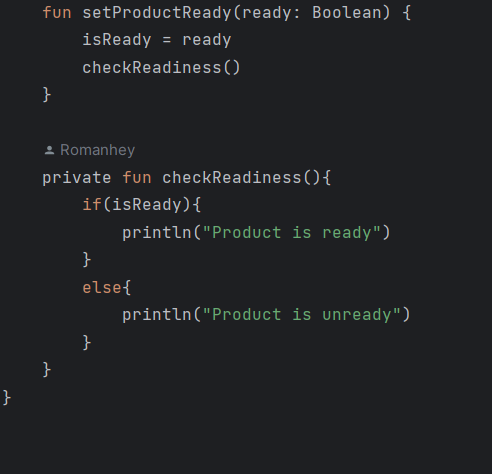 fun setProductReady(ready: Boolean) {
    isReady = ready
    checkReadiness()
}
Romanhey
private fun checkReadiness(){
    if(isReady){
        println("Product is ready")
    }
    else{
        println("Product is unready")
    }
}
}